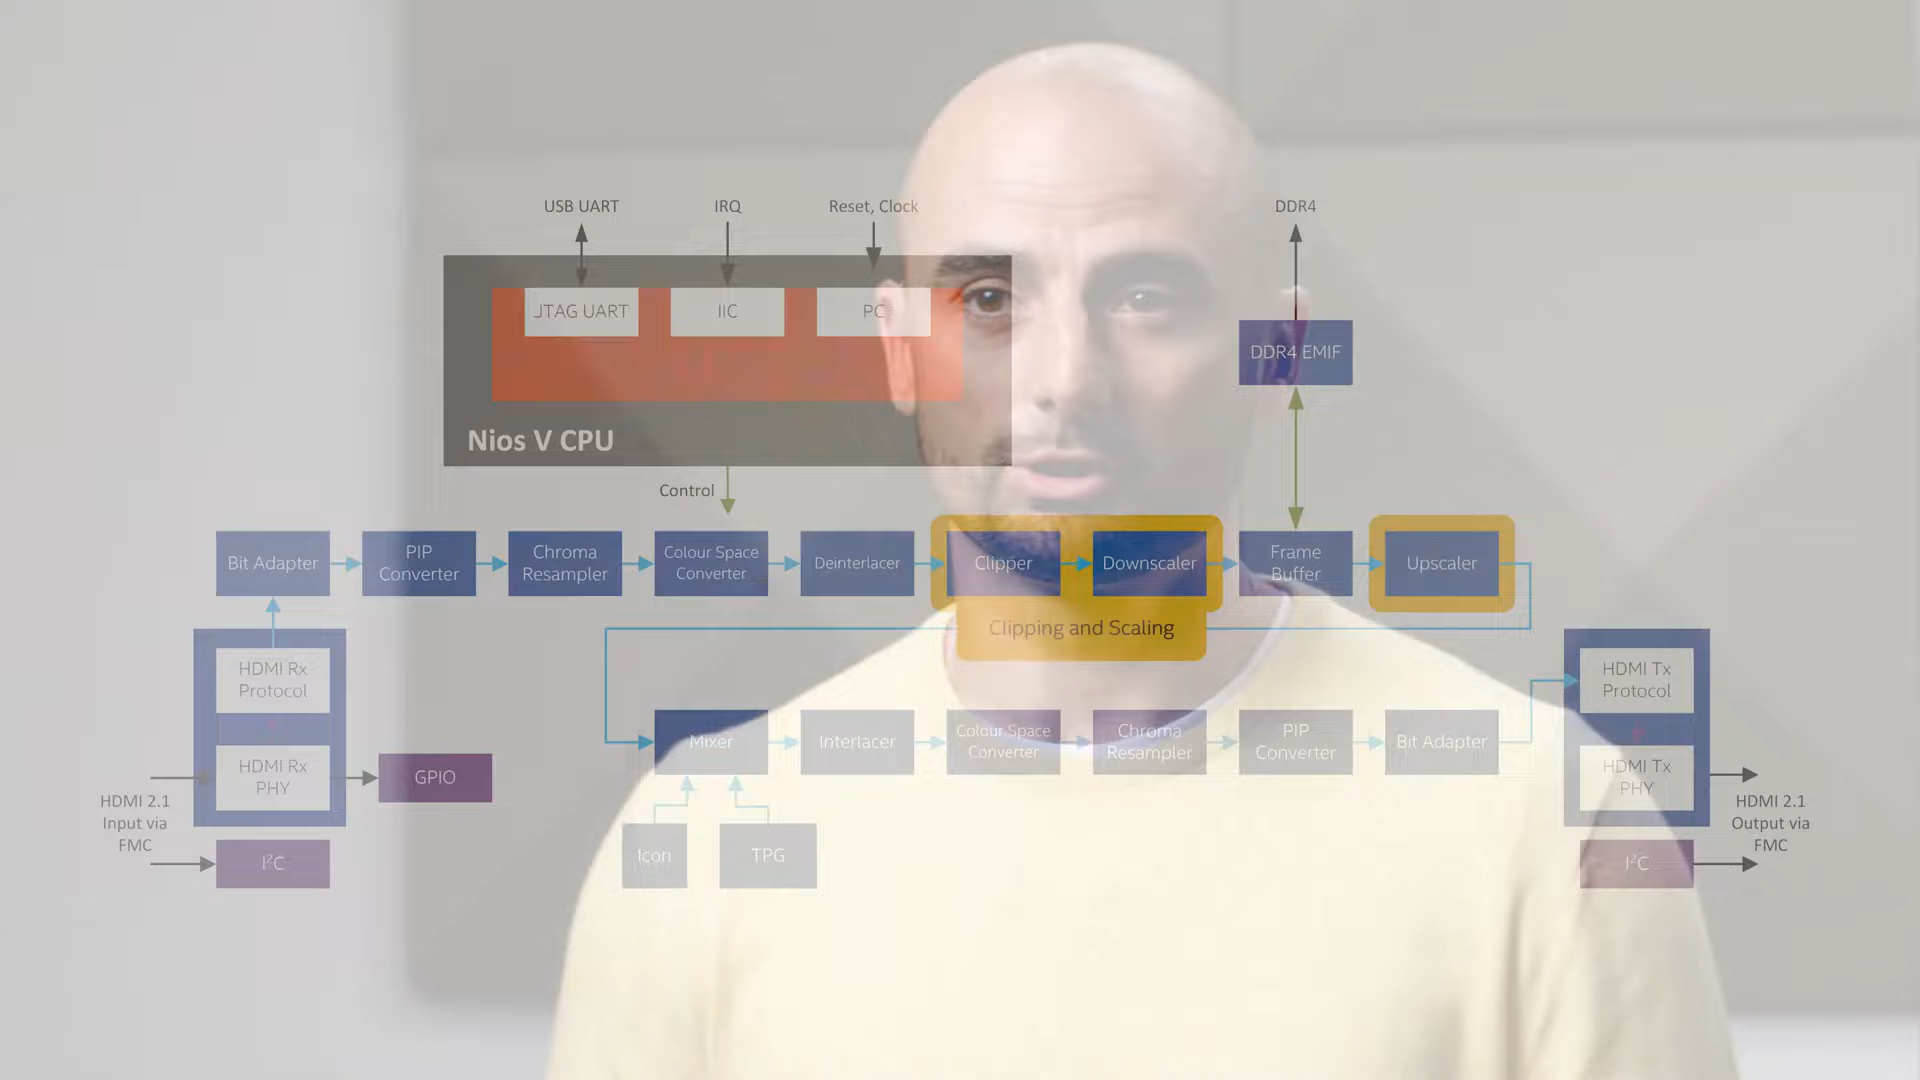 USB UART
IRQ
Reset, Clock
DDR4
JTAG UART
IIC
PC
DDR4 EMIF
Nios V CPU
Control
Bit Adapter
PIP
Converter
Chroma
Resampler
Colour Space
Converter
Deinterlacer
Clipper
Downscaler
Frame
Buffer
Upscaler
Clipping and Scaling
HDMI Rx
Protocol
HDMI Rx
PHY
GPIO
HDMI 2.1
Input via
FMC
I²C
Mixer
Interlacer
Colour Space
Converter
Chroma
Resampler
PIP
Converter
Bit Adapter
Icon
TPG
HDMI Tx
Protocol
HDMI Tx
PHY
HDMI 2.1
Output via
FMC
I²C